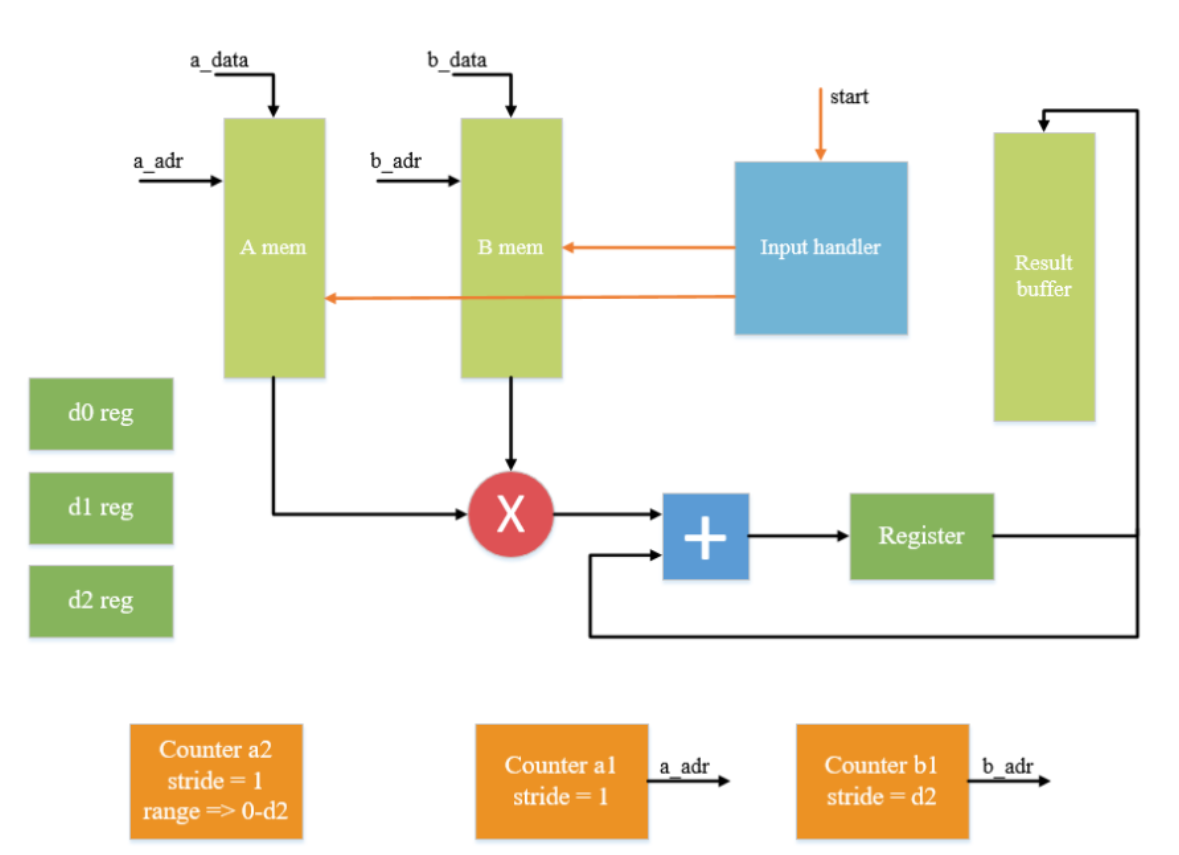 a_data
b_data
start
a_adr
b_adr
A mem
B mem
Input handler
Result
buffer
d0 reg
d1 reg
X
+
Register
d2 reg
Counter a2
stride = 1
range => 0-d2
Counter a1
stride = 1
a_adr
Counter b1
stride = d2
b_adr